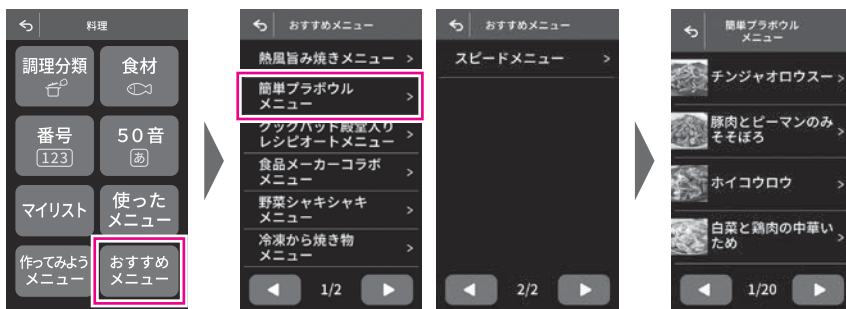 料理
調理分類
食材
番号
123
50音
あ
マイリスト
使った
メニュー
作ってみよう
メニュー
おすすめ
メニュー
おすすめメニュー
熱風旨み焼きメニュー >
簡単プラボウル
メニュー >
クックパッド殿堂入り
レシピオートメニュー >
食品メーカーコラボ
メニュー >
野菜シャキシャキ
メニュー >
冷凍から焼き物
メニュー >
1/2
おすすめメニュー
スピードメニュー >
2/2
簡単プラボウル
メニュー
チンジャオロウスー >
豚肉とピーマンのみ
そそぼろ >
ホイコウロウ >
白菜と鶏肉の中華い
ため >
1/20